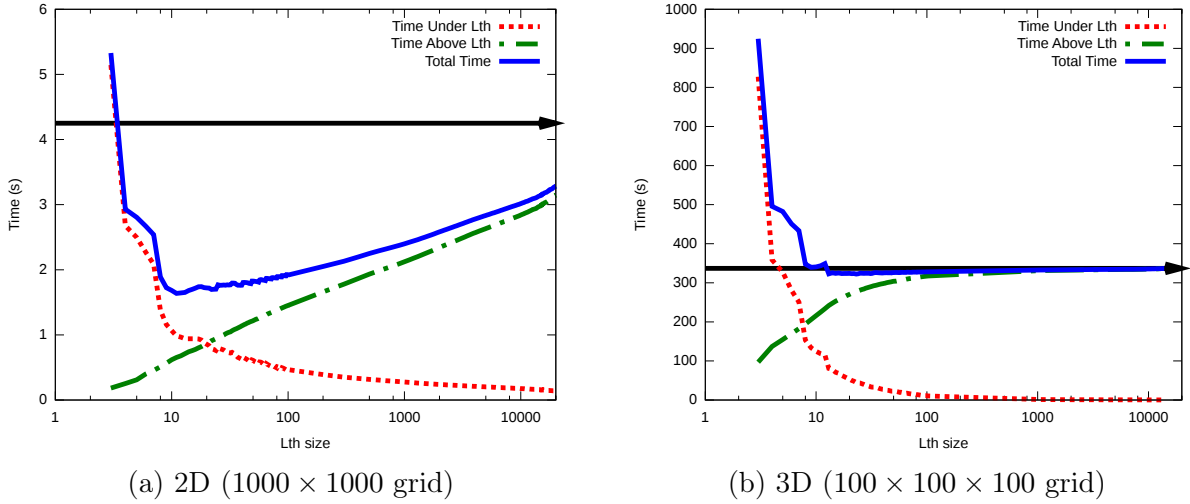 6
5
4
3
2
1
0
Time (s)
1
10
100
1000
10000
Lth size
Time Under Lth
Time Above Lth
Total Time
(a) 2D (1000 × 1000 grid)
1000
900
800
700
600
500
400
300
200
100
0
Time (s)
1
10
100
1000
10000
Lth size
Time Under Lth
Time Above Lth
Total Time
(b) 3D (100 × 100 × 100 grid)